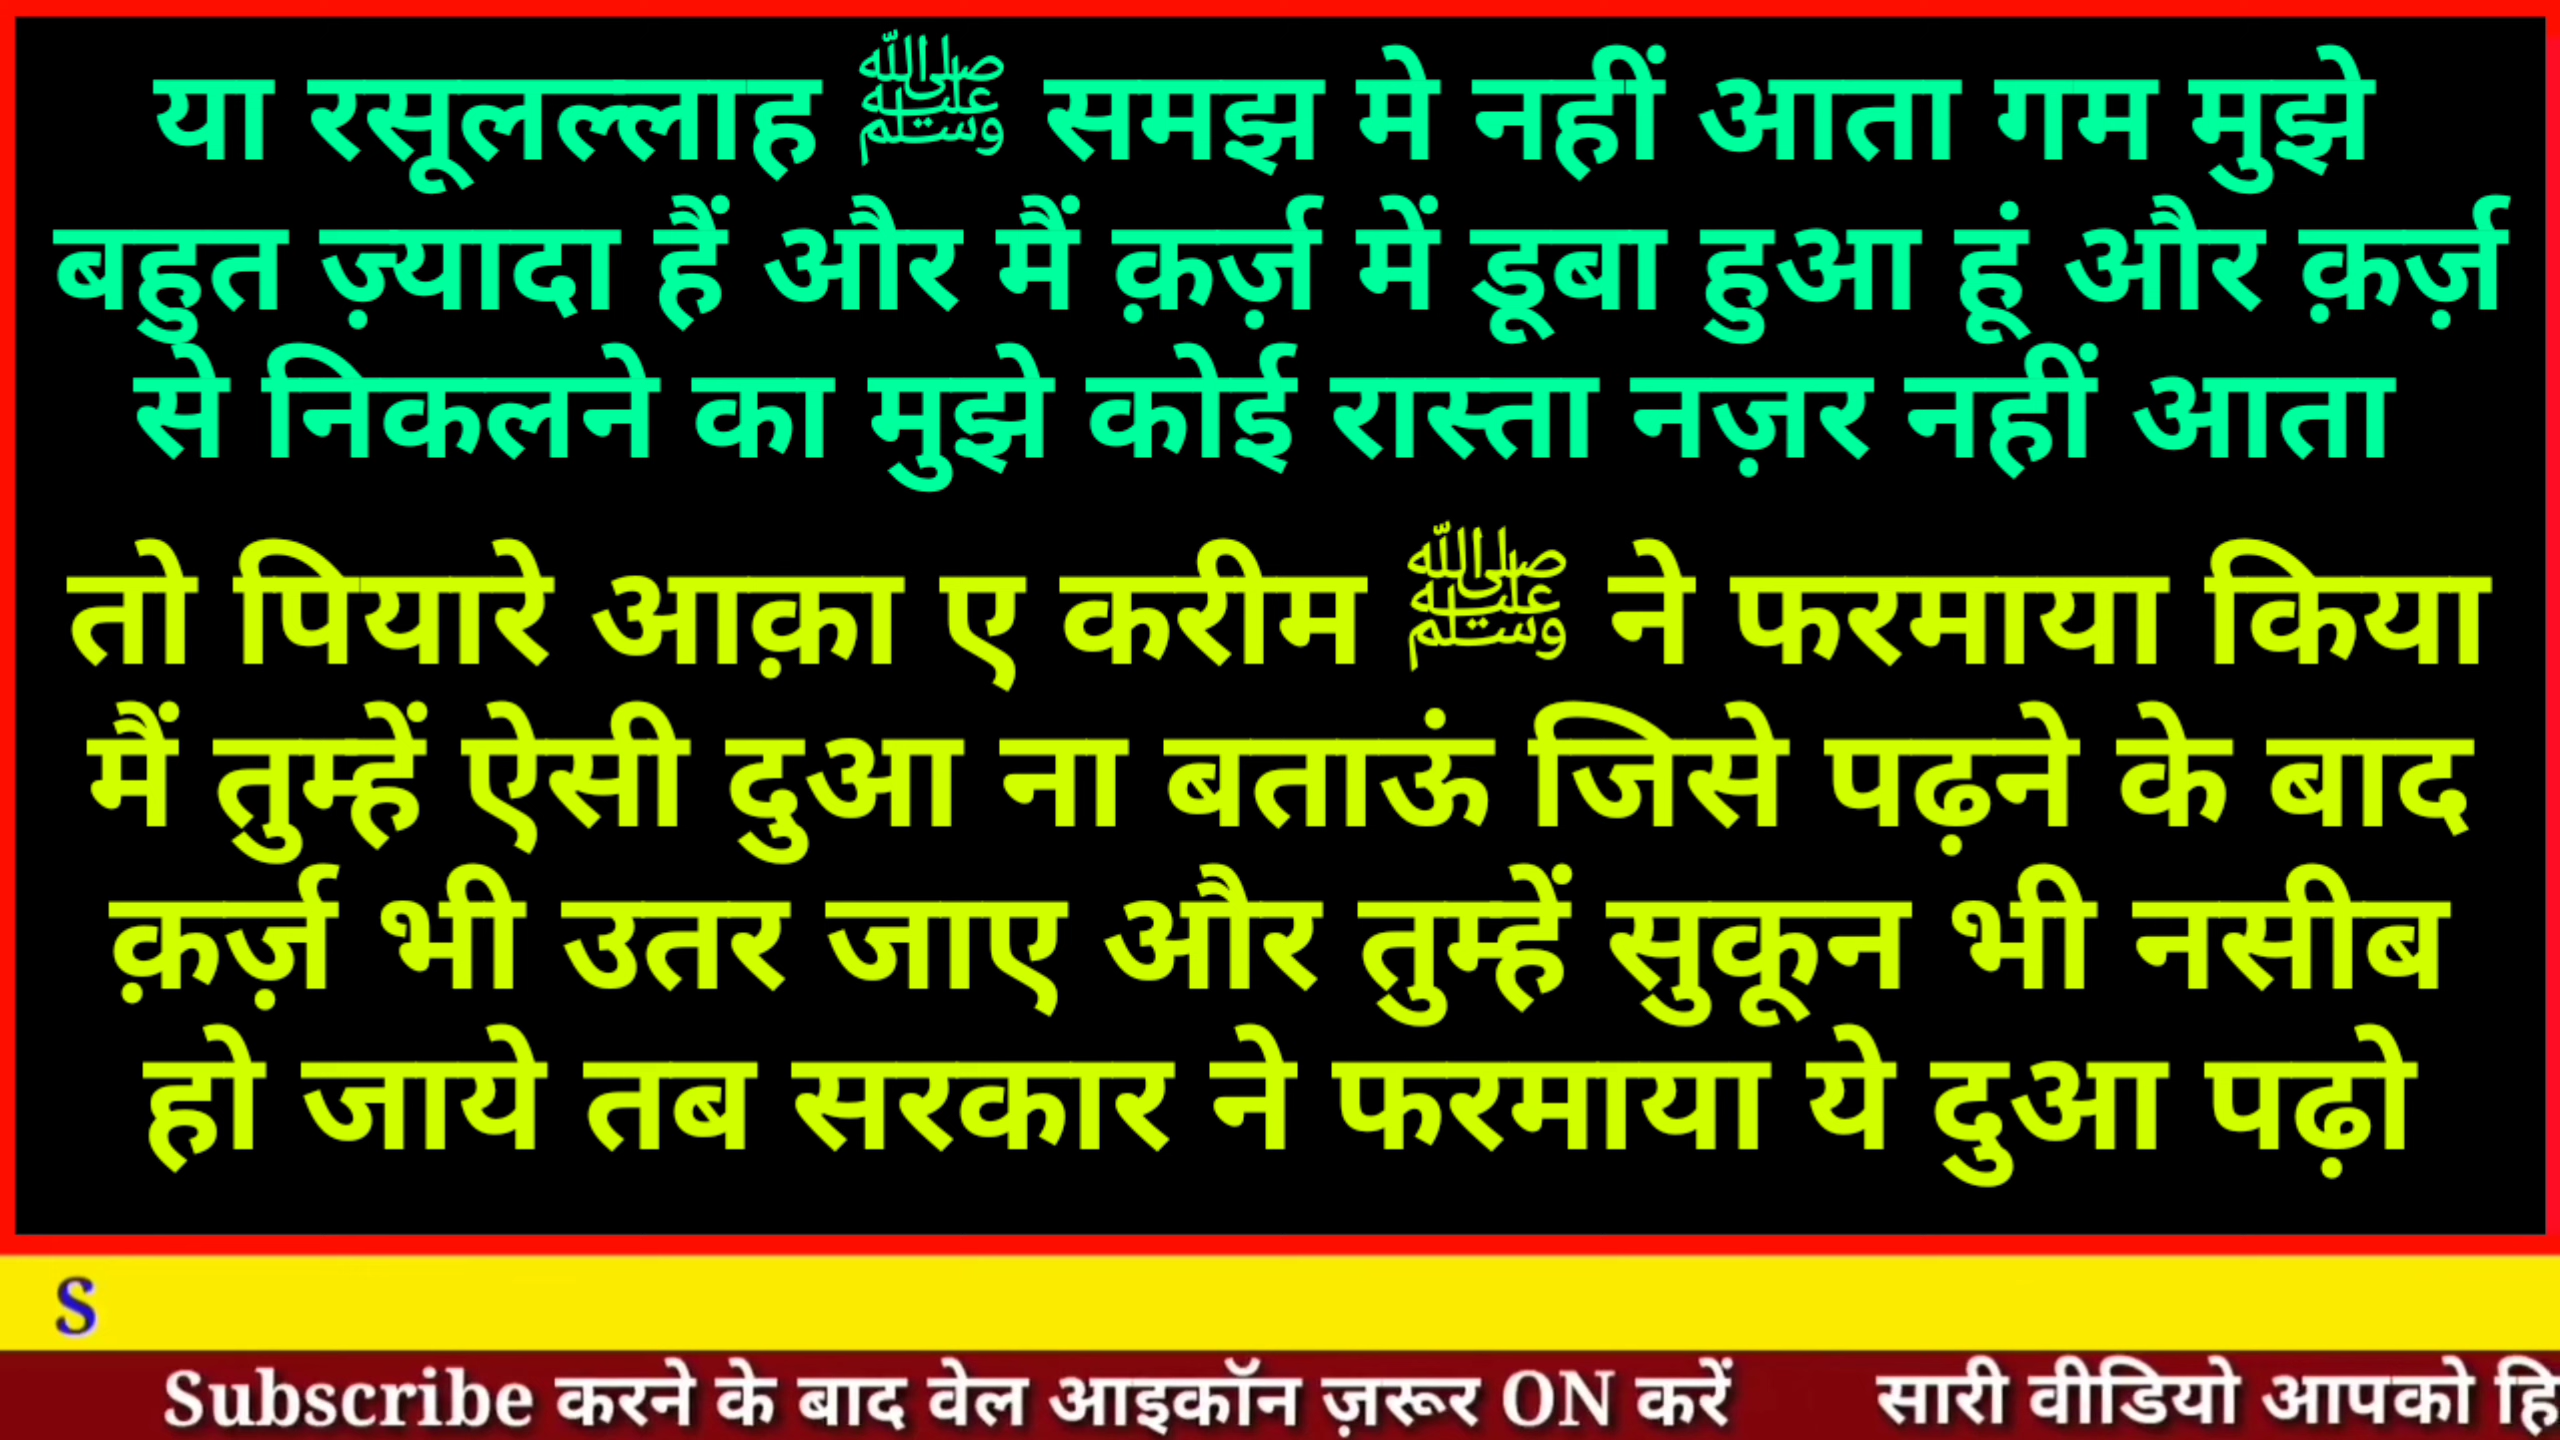 या रसूलल्लाह ﷺ समझ मे नहीं आता गम मुझे
बहुत ज़्यादा हैं और मैं क़र्ज़ में डूबा हुआ हूं और क़र्ज़
से निकलने का मुझे कोई रास्ता नज़र नहीं आता
तो पियारे आक़ा ए करीम ﷺ ने फरमाया किया
मैं तुम्हें ऐसी दुआ ना बताऊं जिसे पढ़ने के बाद
क़र्ज़ भी उतर जाए और तुम्हें सुकून भी नसीब
हो जाये तब सरकार ने फरमाया ये दुआ पढ़ो
S
Subscribe करने के बाद वेल आइकॉन ज़रूर ON करें सारी वीडियो आपको हि